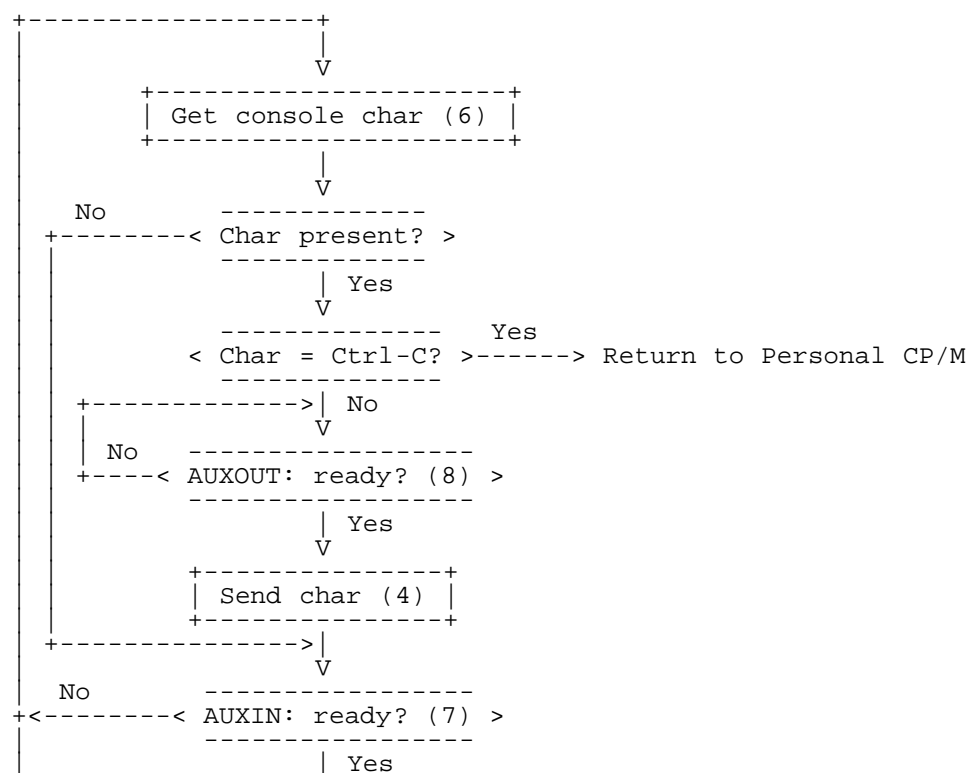 Get console char (6)
No
Char present?
Yes
Yes
Char = Ctrl-C? Return to Personal CP/M
No
No
AUXOUT: ready? (8)
Yes
Send char (4)
No
AUXIN: ready? (7)
Yes